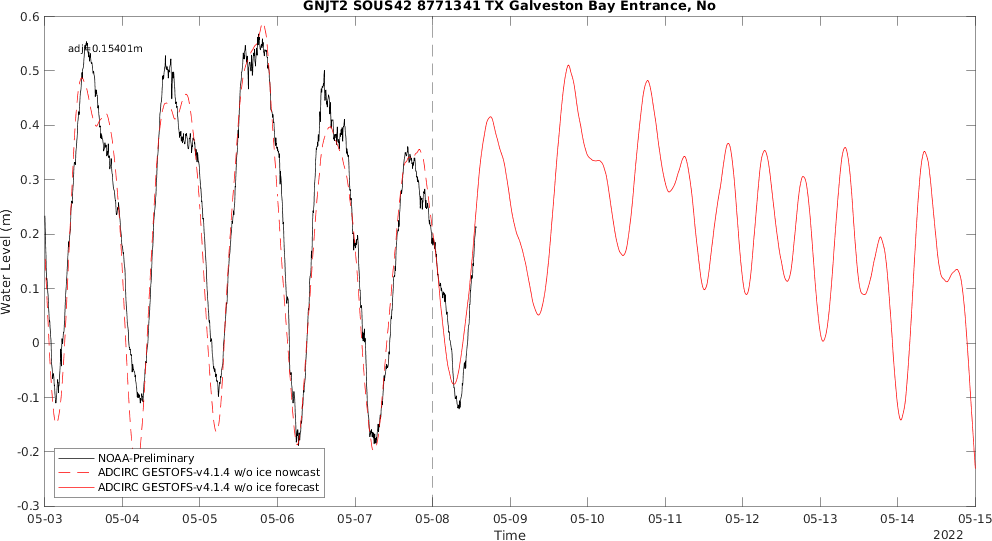 GNJT2 SOUS42 8771341 TX Galveston Bay Entrance, No
adj=0.15401m
0.6
0.5
0.4
0.3
0.2
0.1
0
-0.1
-0.2
-0.3
Water Level (m)
NOAA-Preliminary
ADCIRC GESTOFS-v4.1.4 w/o ice nowcast
ADCIRC GESTOFS-v4.1.4 w/o ice forecast
05-03 05-04 05-05 05-06 05-07 05-08 05-09 05-10 05-11 05-12 05-13 05-14 05-15
Time
2022